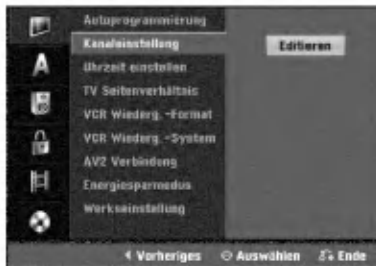 Autoprogrammierung
Kanaleinstellung
Editieren
Uhrzeit einstellen
A
TV Seitenverhältnis
VCR Wiederg. -Format
VCR Wiederg. -System
AV2 Verbindung
Energiesparmodus
Werkseinstellung
Vorheriges Auswählen Ende